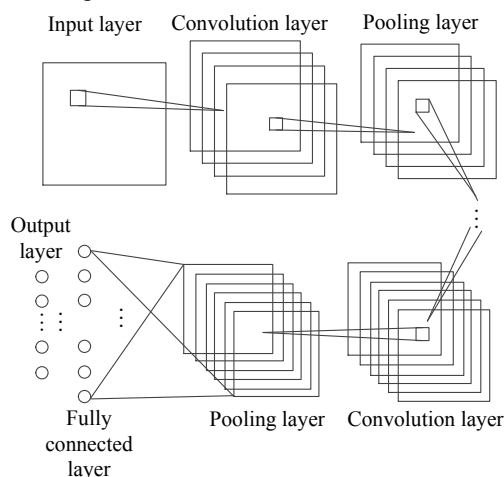 Input layer
Convolution layer
Pooling layer
Output
layer
Fully
connected
layer
Pooling layer
Convolution layer